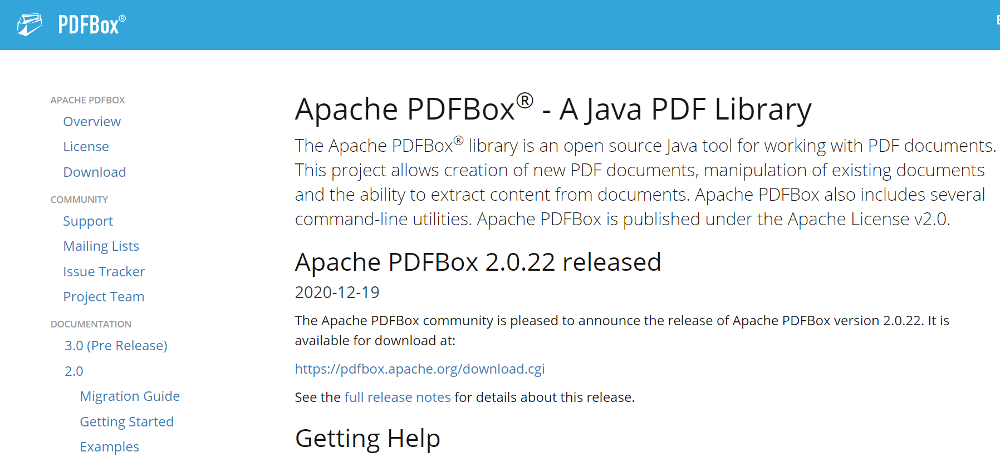 PDFBox®
APACHE PDFBOX
Overview
License
Download
COMMUNITY
Support
Mailing Lists
Issue Tracker
Project Team
DOCUMENTATION
3.0 (Pre Release)
2.0
Migration Guide
Getting Started
Examples
Apache PDFBox® - A Java PDF Library
The Apache PDFBox® library is an open source Java tool for working with PDF documents.
This project allows creation of new PDF documents, manipulation of existing documents
and the ability to extract content from documents. Apache PDFBox also includes several
command-line utilities. Apache PDFBox is published under the Apache License v2.0.
Apache PDFBox 2.0.22 released
2020-12-19
The Apache PDFBox community is pleased to announce the release of Apache PDFBox version 2.0.22. It is
available for download at:
https://pdfbox.apache.org/download.cgi
See the full release notes for details about this release.
Getting Help